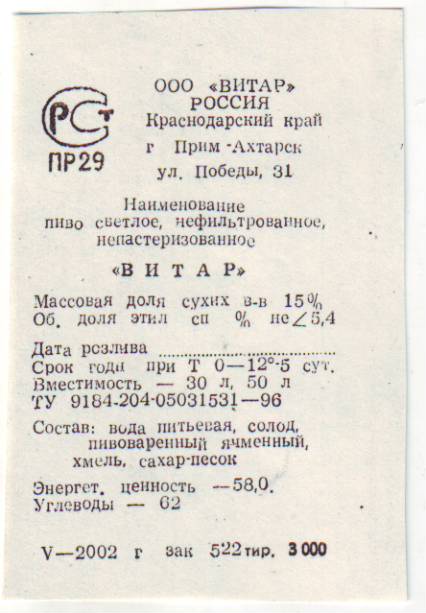 ООО «ВИТАР»
РОССИЯ
Краснодарский край
г Прим-Ахтарск
ул. Победы, 31
РСТ
ПР29
Наименование
пиво светлое, нефильтрованное,
непастеризованное
«ВИТАР»
Массовая доля сухих в-в 15%
Об. доля этил сп % не∠5,4
Дата розлива
Срок годн при Т 0—12°-5 сут.
Вместимость — 30 л, 50 л
ТУ 9184-204-05031531—96
Состав: вода питьевая, солод,
пивоваренный ячменный,
хмель, сахар-песок
Энергет. ценность —58,0.
Углеводы — 62
V—2002 г зак 522 тир. 3000